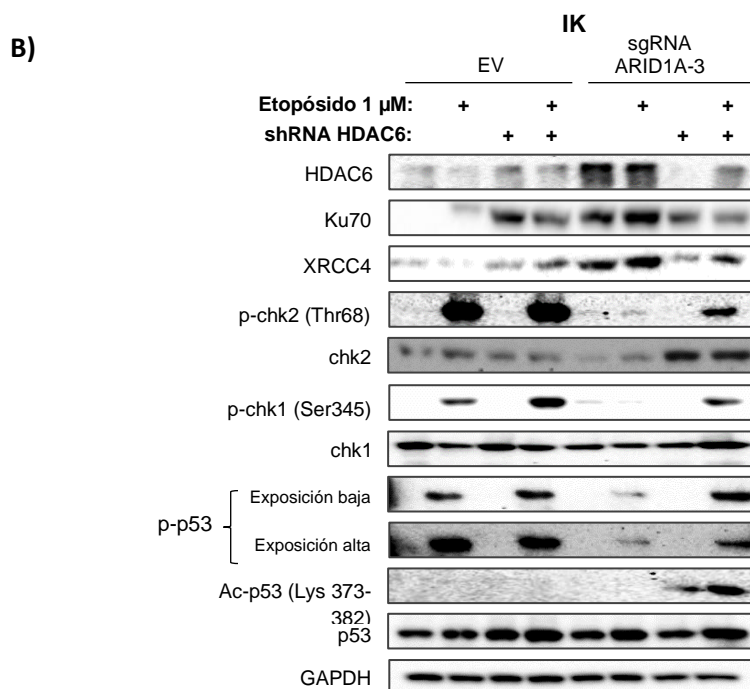 B)
IK
EV
sgRNA
ARID1A-3
Etopósido 1 µM: + + + +
shRNA HDAC6: + + + +
HDAC6
Ku70
XRCC4
p-chk2 (Thr68)
chk2
p-chk1 (Ser345)
chk1
p-p53
Exposición baja
Exposición alta
Ac-p53 (Lys 373-
382)
p53
GAPDH